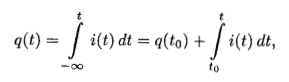 q(t) = ∫_{-∞}^{t} i(t) dt = q(t₀) + ∫_{t₀}^{t} i(t) dt,